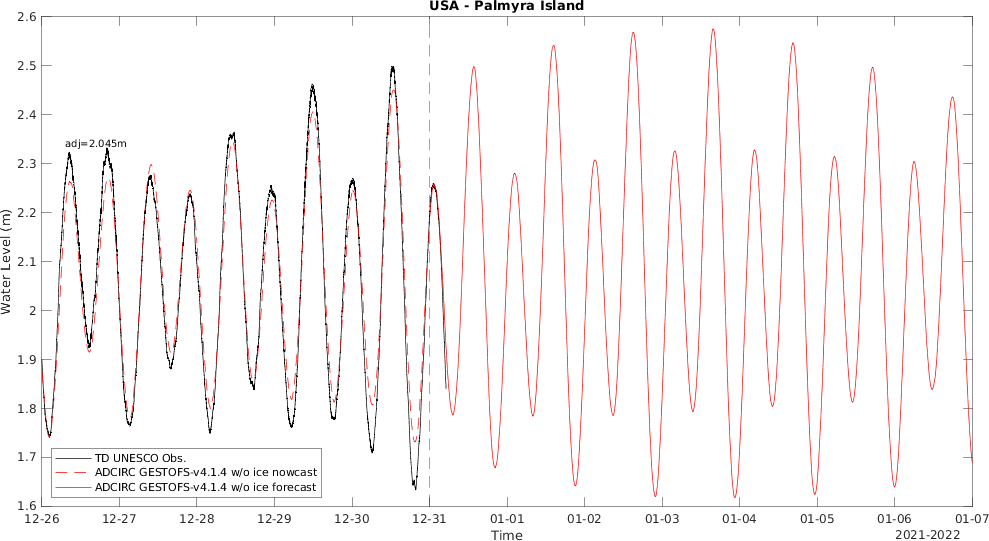 USA - Palmyra Island
2.6
2.5
2.4
2.3
2.2
2.1
2
1.9
1.8
1.7
1.6
Water Level (m)
adj=2.045m
TD UNESCO Obs.
ADCIRC GESTOFS-v4.1.4 w/o ice nowcast
ADCIRC GESTOFS-v4.1.4 w/o ice forecast
12-26 12-27 12-28 12-29 12-30 12-31 01-01 01-02 01-03 01-04 01-05 01-06 01-07
Time
2021-2022